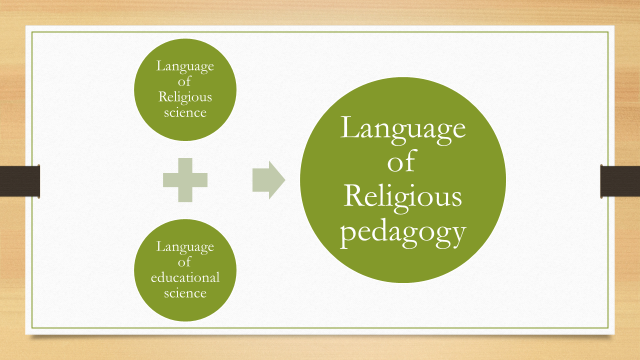 Language
of
Religious
science
Language
of
educational
science
Language
of
Religious
pedagogy